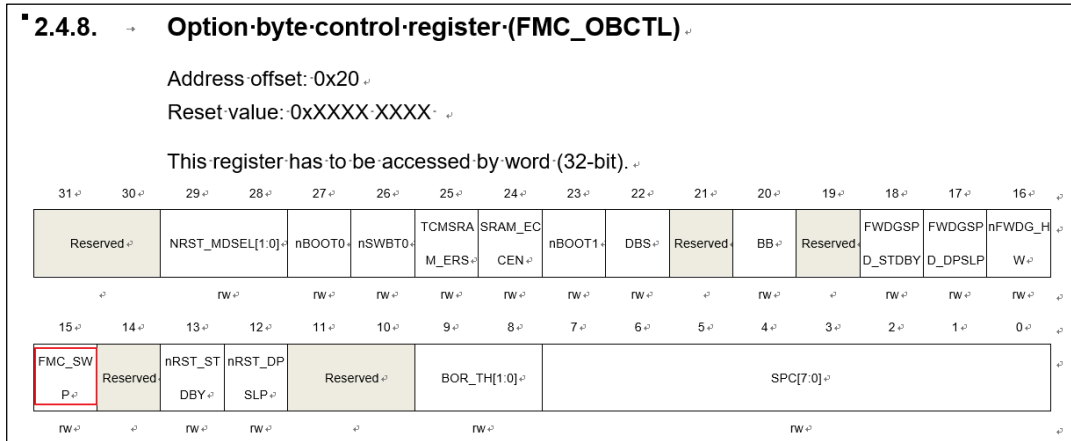 2.4.8. → Option·byte·control·register·(FMC_OBCTL)
Address·offset:·0x20
Reset·value:·0xXXXX·XXXX·
This·register·has·to·be·accessed·by·word·(32-bit).
31 30 29 28 27 26 25 24 23 22 21 20 19 18 17 16
Reserved NRST_MDSEL[1:0] nBOOT0 nSWBT0 TCMSRA SRAM_EC nBOOT1 DBS Reserved BB Reserved FWDGSP FWDGSP nFWDG_H
M_ERS CEN D_STDBY D_DPSLP W
rw rw rw rw rw rw rw rw rw rw rw
15 14 13 12 11 10 9 8 7 6 5 4 3 2 1 0
FMC_SW Reserved nRST_ST nRST_DP Reserved BOR_TH[1:0] SPC[7:0]
P DBY SLP
rw rw rw rw rw